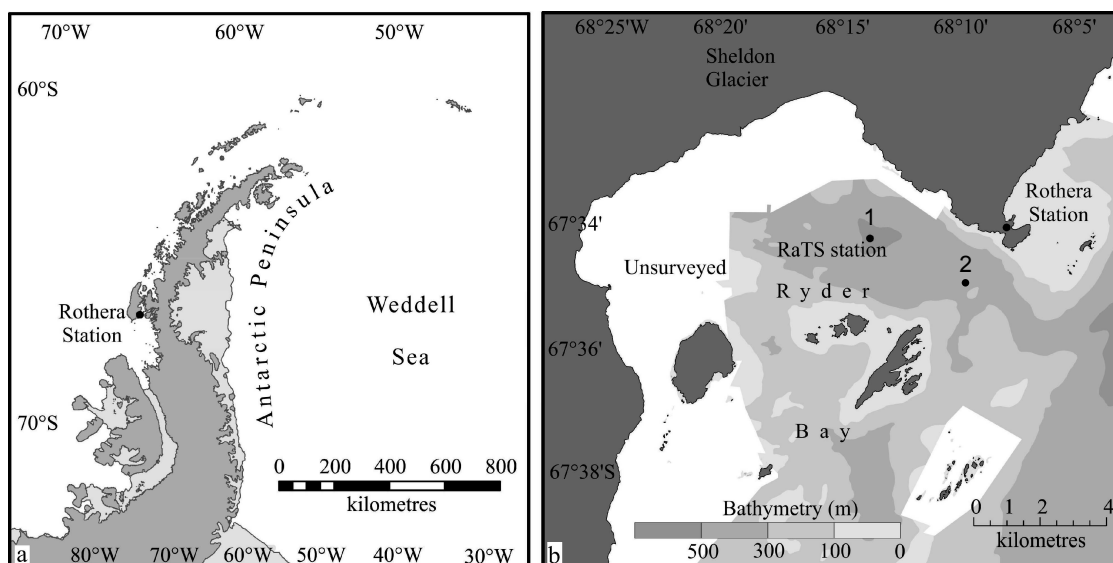 70°W 60°W 50°W
60°S
Antarctic Peninsula
Weddell
Sea
Rothera
Station
70°S
0 200 400 600 800
kilometres
a
80°W 70°W 60°W 50°W 40°W 30°W
68°25'W 68°20' 68°15' 68°10' 68°5'
Sheldon
Glacier
Rothera
Station
67°34'
1
RaTS station
2
Unsurveyed
Ryder
67°36'
Bay
67°38'S
Bathymetry (m)
500 300 100 0
0 1 2 4
kilometres
b